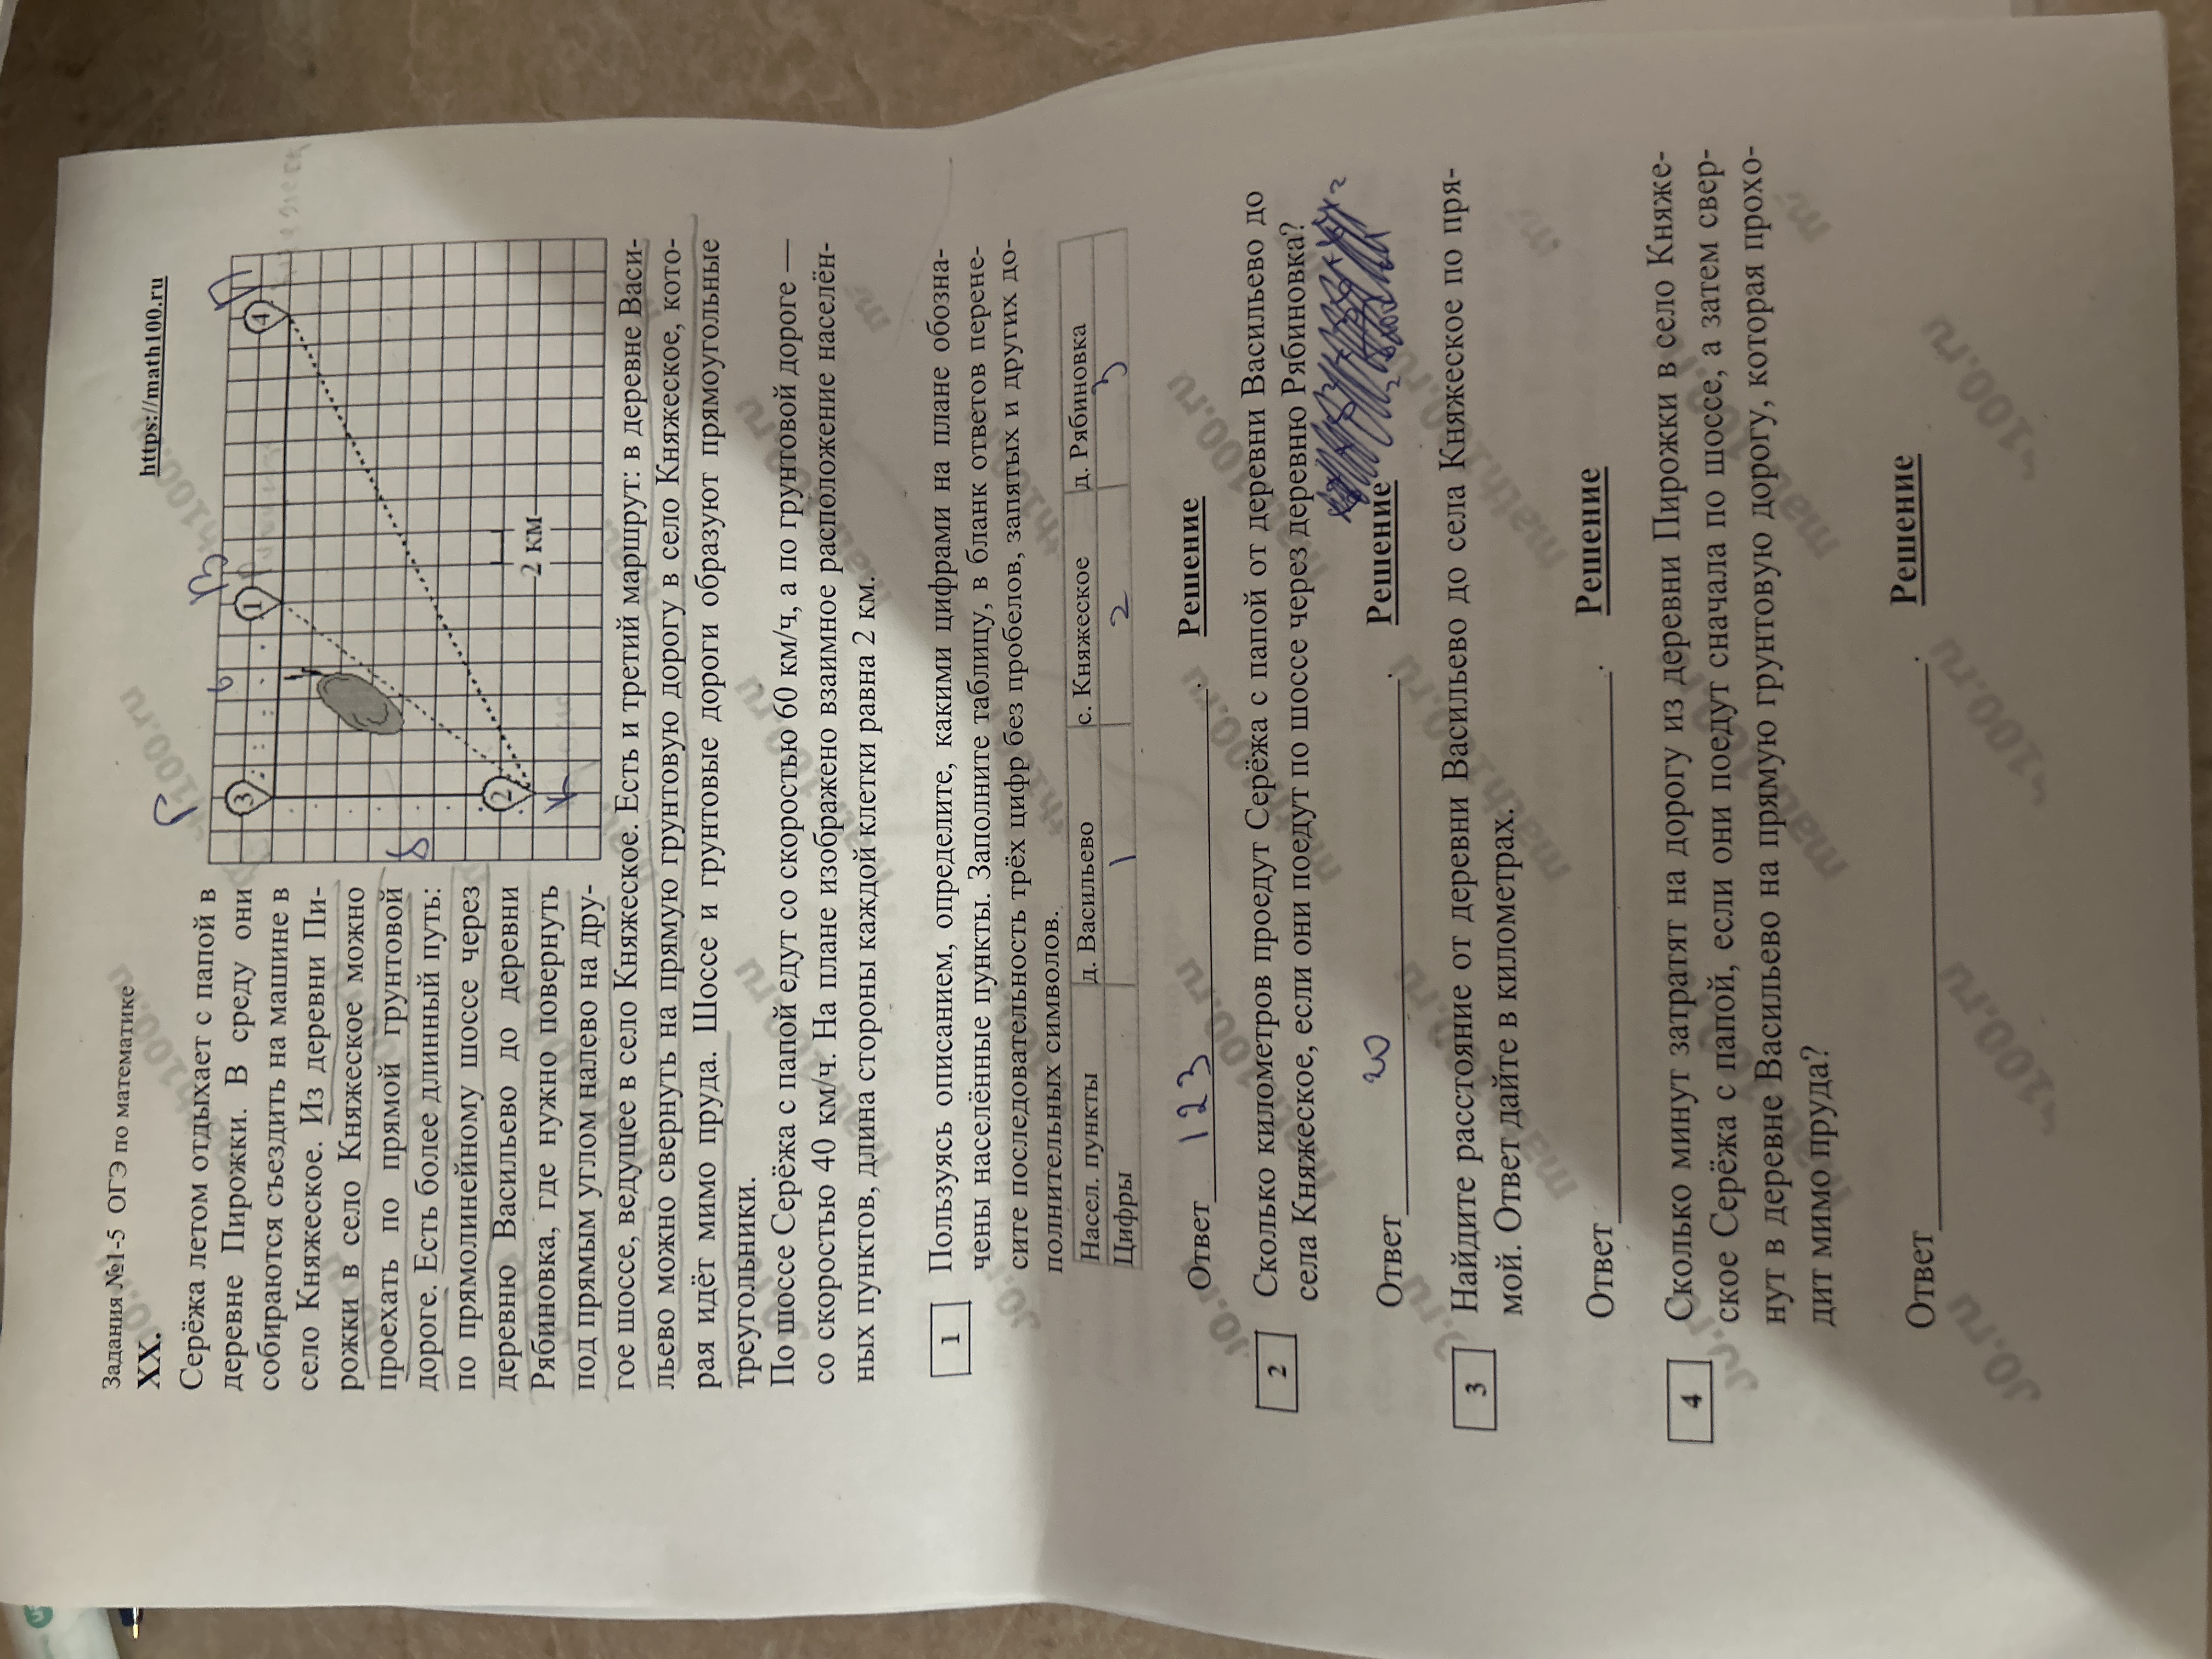 Задания №1-5 ОГЭ по математике
https://math100.ru
XX.
Серёжа летом отдыхает с папой в
деревне Пирожки. В среду они
собираются съездить на машине в
село Княжеское. Из деревни Пи-
рожки в село Княжеское можно
проехать по прямой грунтовой
дороге. Есть более длинный путь:
по прямолинейному шоссе через
деревню Васильево до деревни
Рябиновка, где нужно повернуть
под прямым углом налево на дру-
гое шоссе, ведущее в село Княжеское. Есть и третий маршрут: в деревне Васи-
льево можно свернуть на прямую грунтовую дорогу в село Княжеское, кото-
рая идёт мимо пруда. Шоссе и грунтовые дороги образуют прямоугольные
треугольники.
Р
В
П
3
1
4
6
8
2
2 км
По шоссе Серёжа с папой едут со скоростью 60 км/ч, а по грунтовой дороге —
со скоростью 40 км/ч. На плане изображено взаимное расположение населён-
ных пунктов, длина стороны каждой клетки равна 2 км.
1
Пользуясь описанием, определите, какими цифрами на плане обозна-
чены населённые пункты. Заполните таблицу, в бланк ответов перене-
сите последовательность трёх цифр без пробелов, запятых и других до-
полнительных символов.
Насел. пункты д. Васильево с. Княжеское д. Рябиновка
Цифры 1 2 3
Ответ 123.
Решение
2
Сколько километров проедут Серёжа с папой от деревни Васильево до
села Княжеское, если они поедут по шоссе через деревню Рябиновка?
Ответ .
Решение
3
Найдите расстояние от деревни Васильево до села Княжеское по пря-
мой. Ответ дайте в километрах.
Ответ .
Решение
4
Сколько минут затратят на дорогу из деревни Пирожки в село Княже-
ское Серёжа с папой, если они поедут сначала по шоссе, а затем свер-
нут в деревне Васильево на прямую грунтовую дорогу, которая прохо-
дит мимо пруда?
Ответ .
Решение